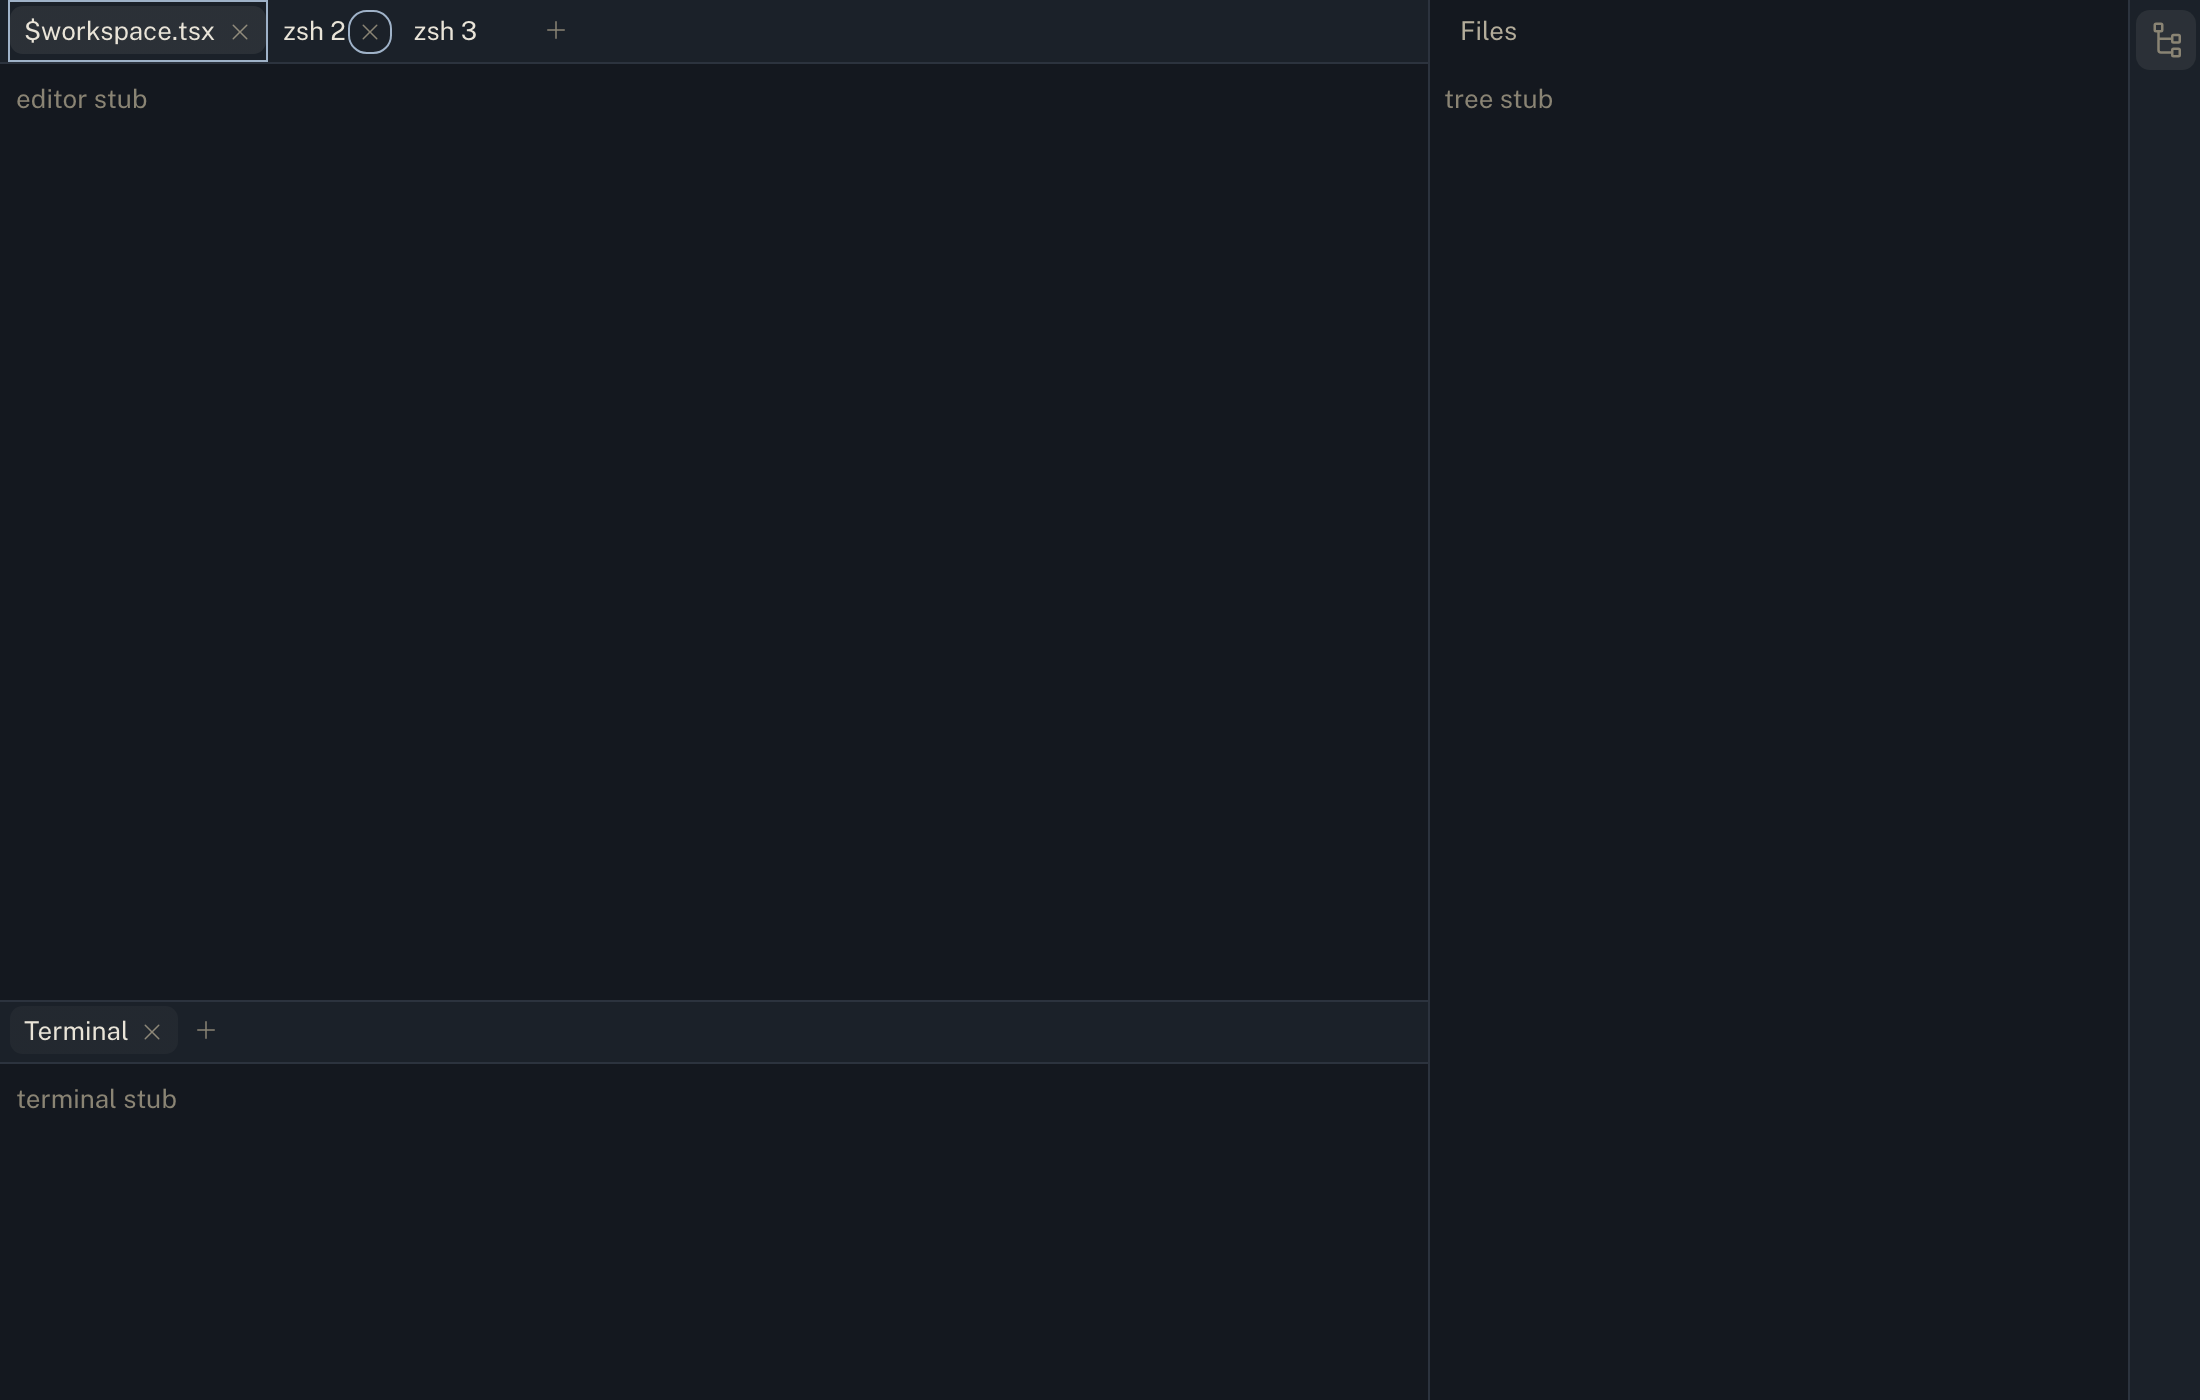 $workspace.tsx zsh 2 zsh 3
Files
editor stub
tree stub
Terminal
terminal stub